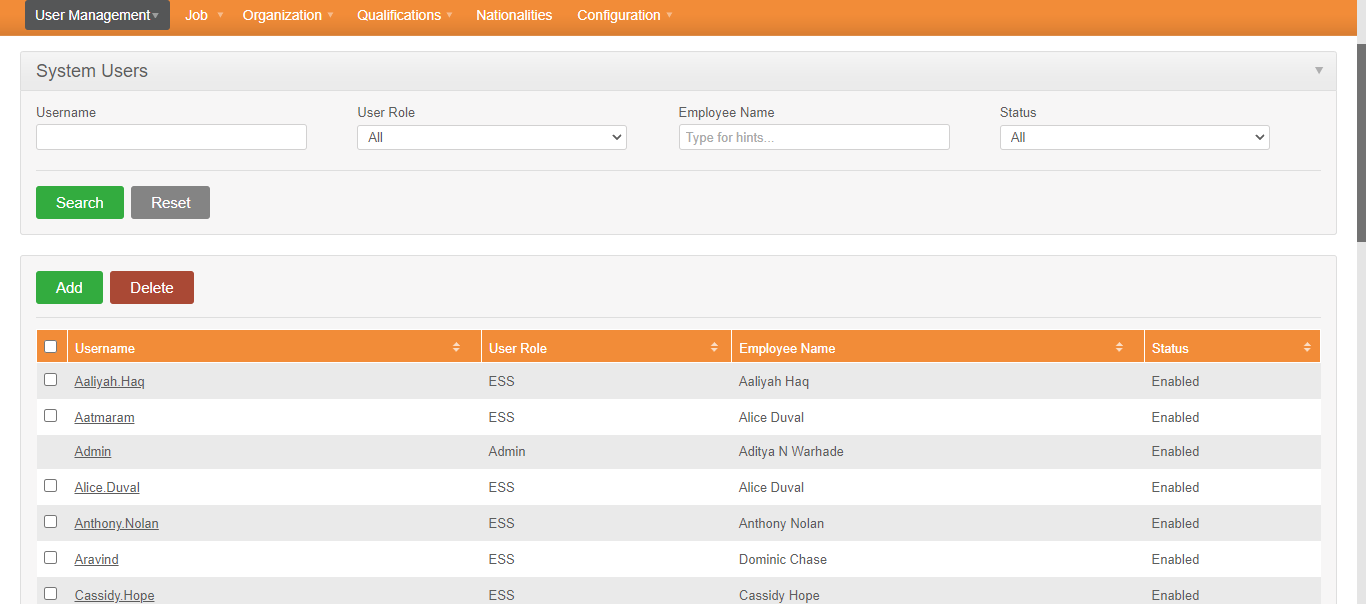 User Management Job Organization Qualifications Nationalities Configuration
System Users
Username User Role Employee Name Status
All Type for hints... All
Search Reset
Add Delete
Username User Role Employee Name Status
Aaliyah.Haq ESS Aaliyah Haq Enabled
Aatmaram ESS Alice Duval Enabled
Admin Admin Aditya N Warhade Enabled
Alice.Duval ESS Alice Duval Enabled
Anthony.Nolan ESS Anthony Nolan Enabled
Aravind ESS Dominic Chase Enabled
Cassidy.Hope ESS Cassidy Hope Enabled